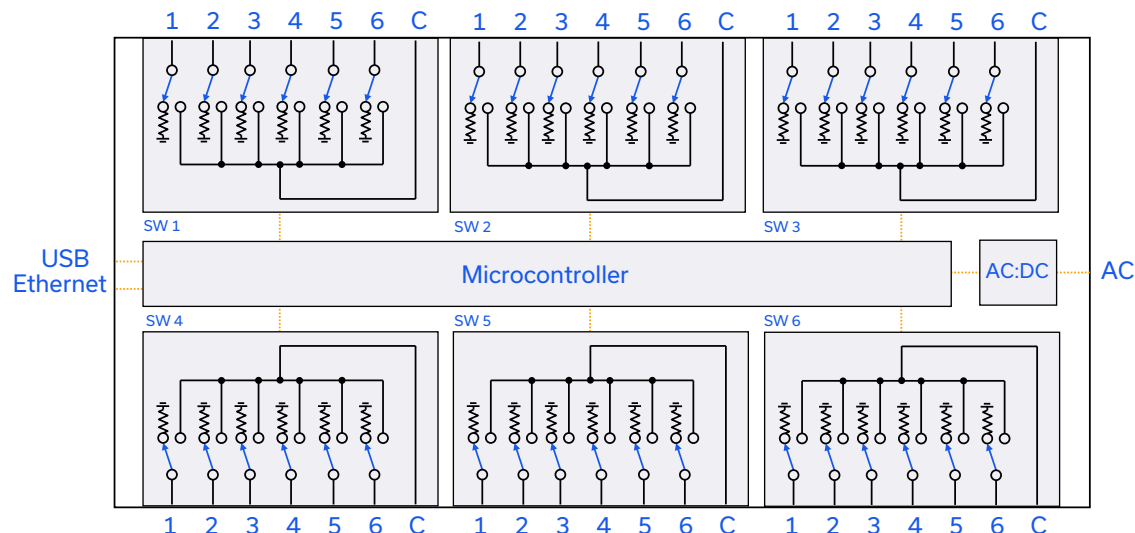 1 2 3 4 5 6 C 1 2 3 4 5 6 C 1 2 3 4 5 6 C
SW 1 SW 2 SW 3
USB
Ethernet
Microcontroller
AC:DC
AC
SW 4 SW 5 SW 6
1 2 3 4 5 6 C 1 2 3 4 5 6 C 1 2 3 4 5 6 C